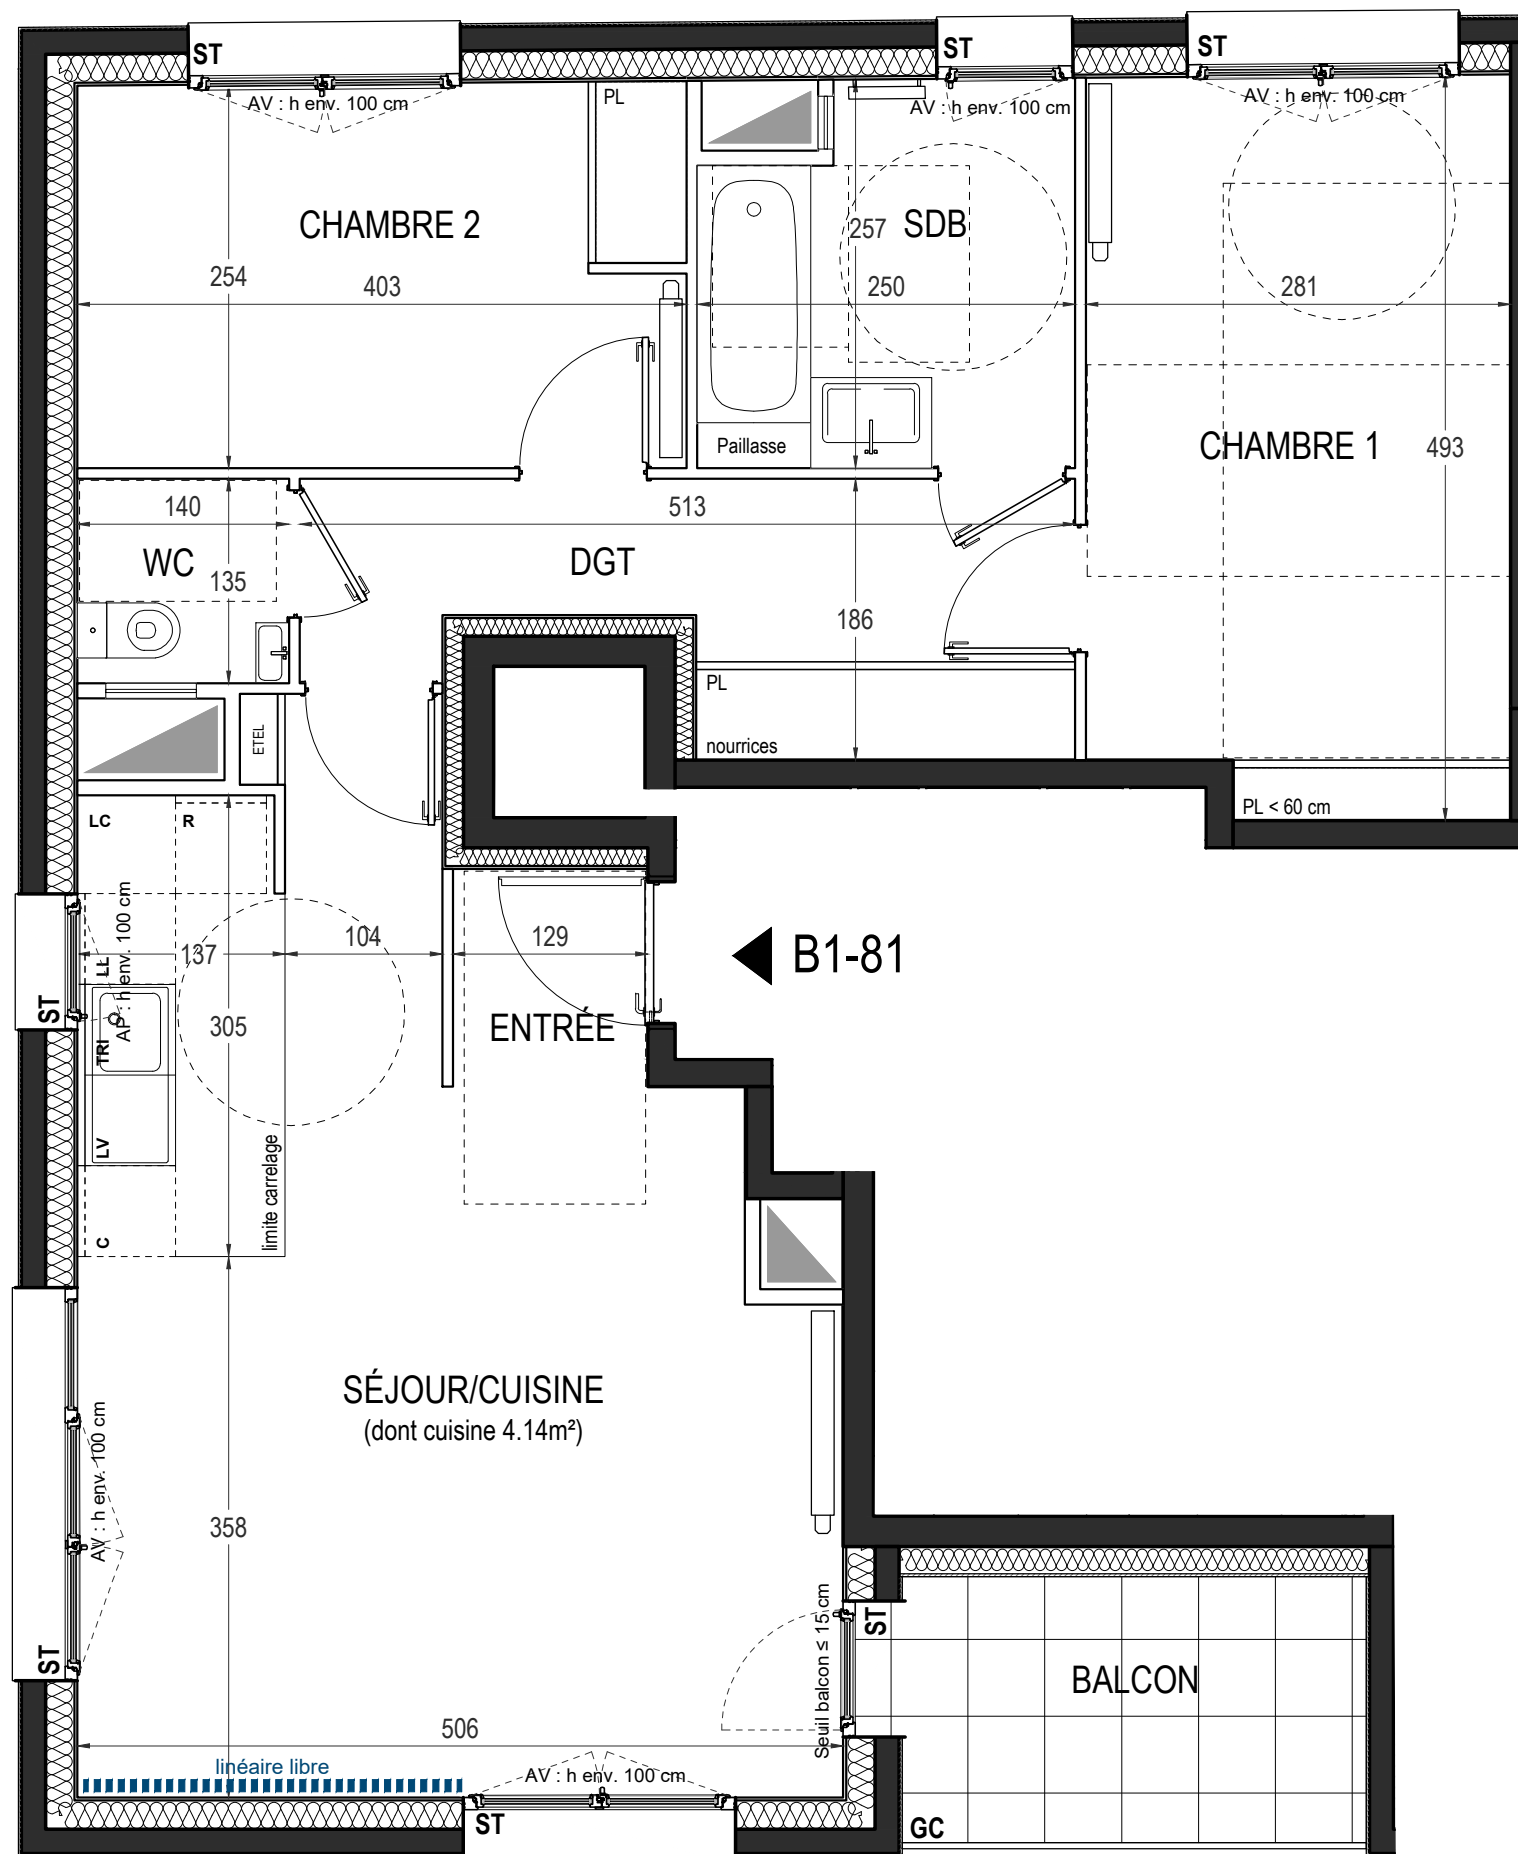 ST
ST
ST
AV : h env. 100 cm
PL
AV : h env. 100 cm
AV : h env. 100 cm
CHAMBRE 2
SDB
257
254
403
250
281
CHAMBRE 1
493
Paillasse
140
513
WC
DGT
135
186
PL
nourrices
ETEL
PL < 60 cm
LC
R
AP : h env. 100 cm
137
104
129
B1-81
LL
ST
305
ENTRÉE
TRI
LV
limite carrelage
C
SÉJOUR/CUISINE
(dont cuisine 4.14m²)
AV : h env. 100 cm
358
ST
Seuil balcon ≤ 15 cm
ST
BALCON
506
linéaire libre
AV : h env. 100 cm
ST
GC